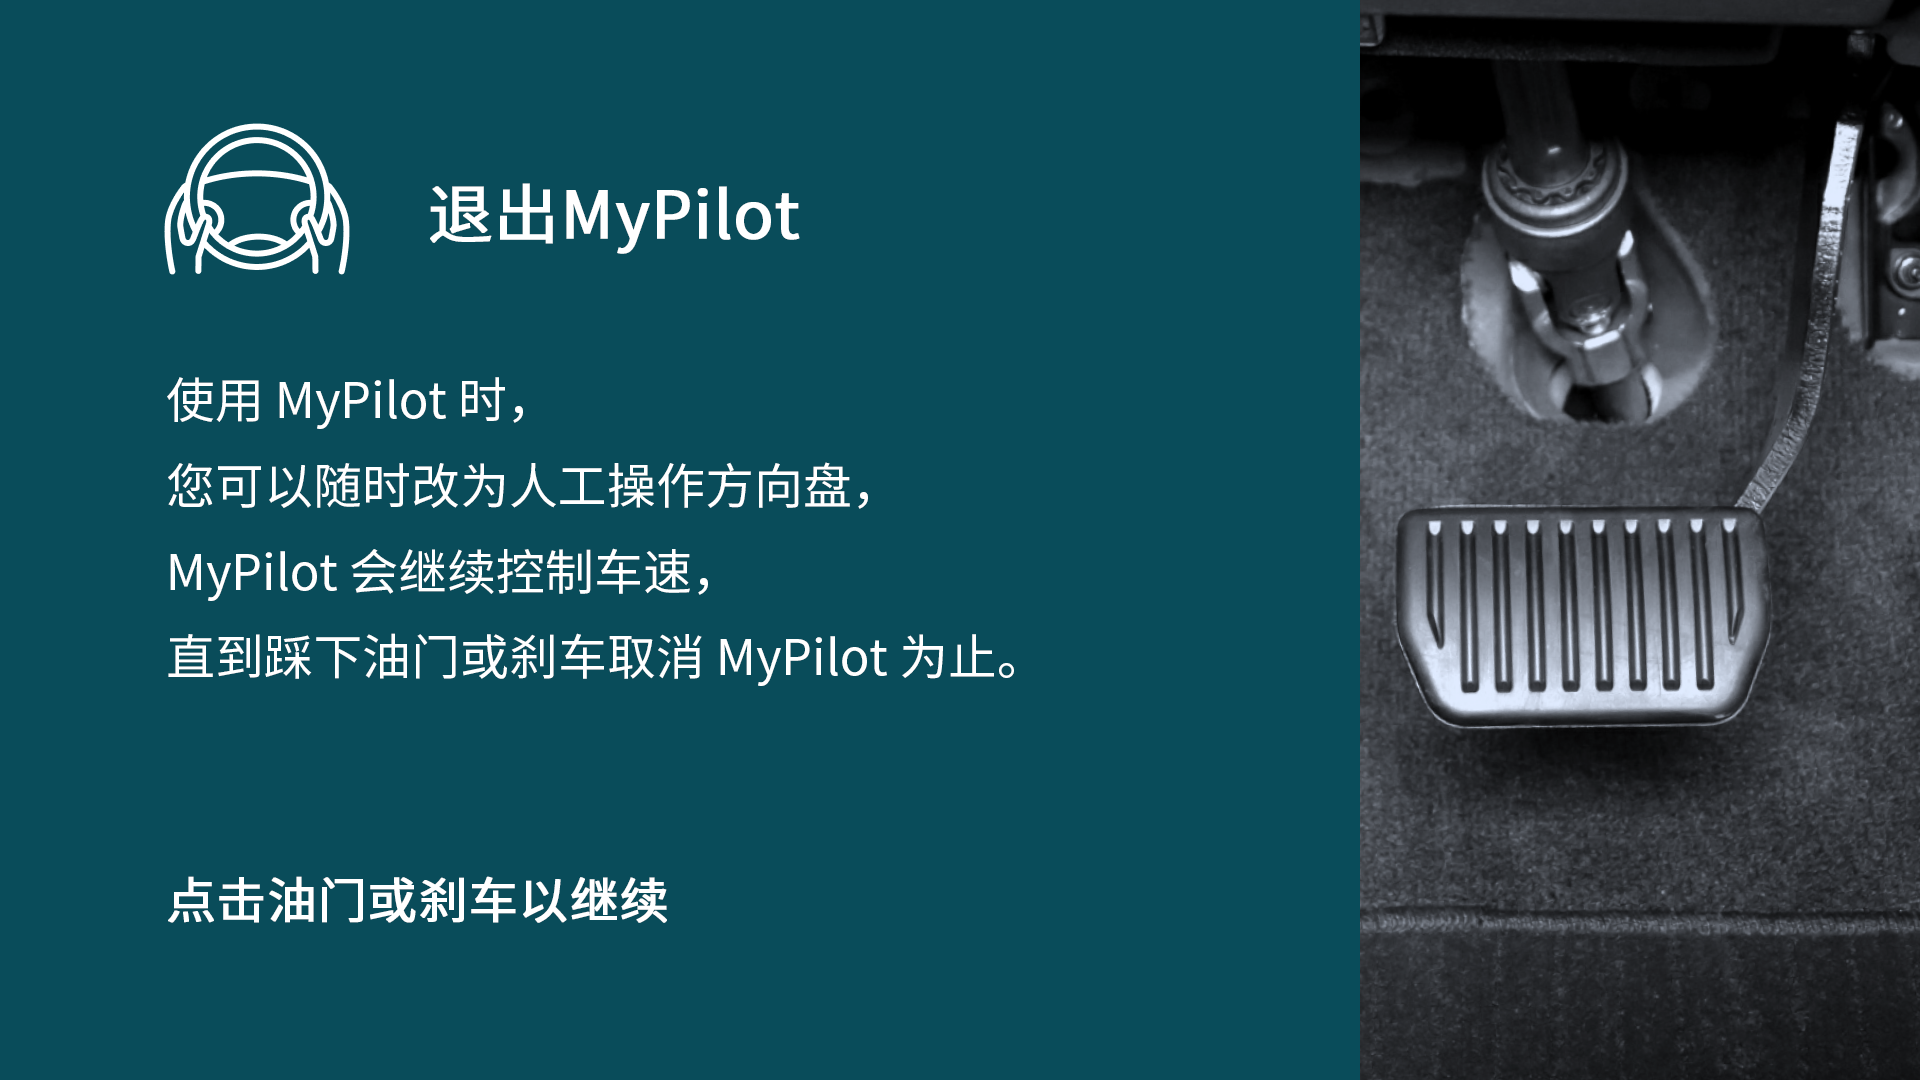 退出MyPilot
使用 MyPilot 时，
您可以随时改为人工操作方向盘，
MyPilot 会继续控制车速，
直到踩下油门或刹车取消 MyPilot 为止。
点击油门或刹车以继续